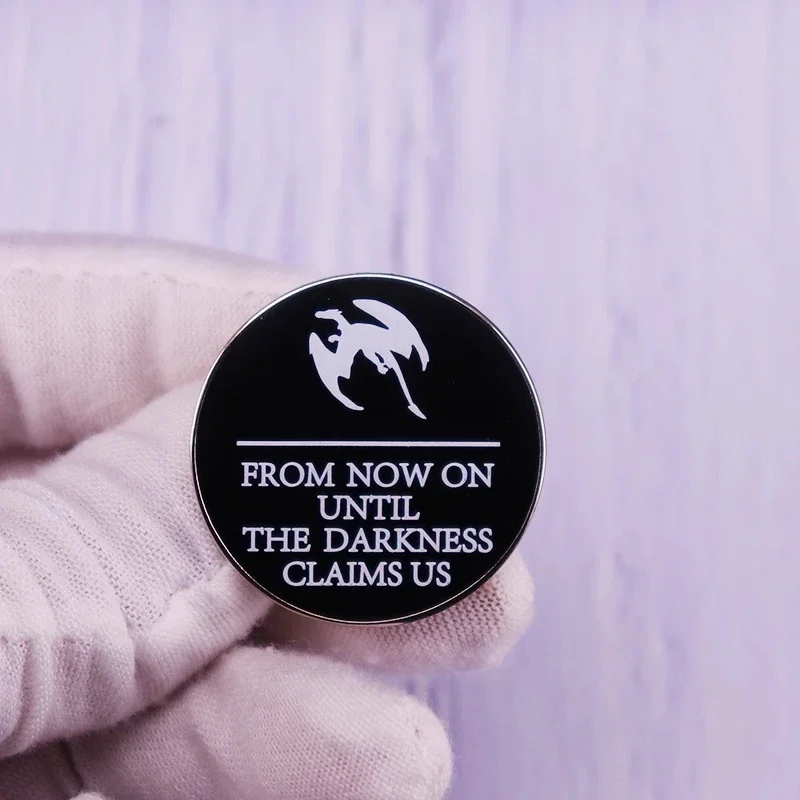 FROM NOW ON
UNTIL
THE DARKNESS
CLAIMS US